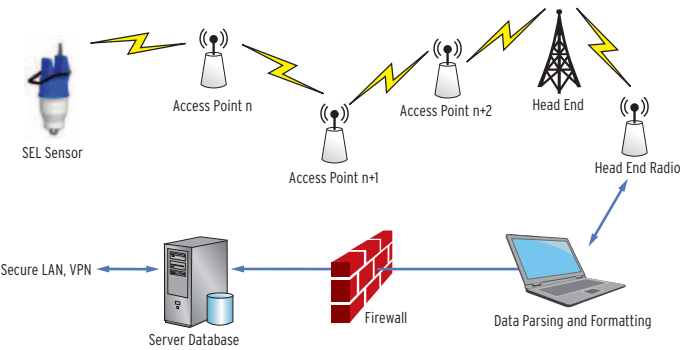 SEL Sensor
Access Point n
Access Point n+1
Access Point n+2
Head End
Head End Radio
Secure LAN, VPN
Server Database
Firewall
Data Parsing and Formatting